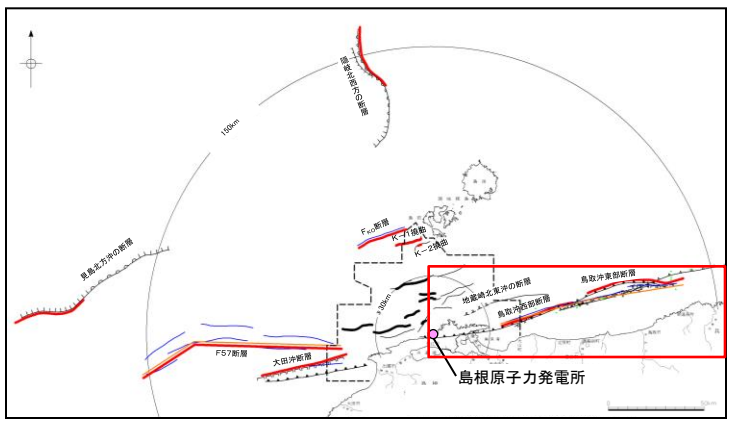 隠岐北西方の断層
150km
FKO断層
K－1撓曲
K－2撓曲
見島北方沖の断層
鳥取沖東部断層
地蔵崎北東沖の断層
30km
鳥取沖西部断層
F57断層
大田沖断層
島根原子力発電所